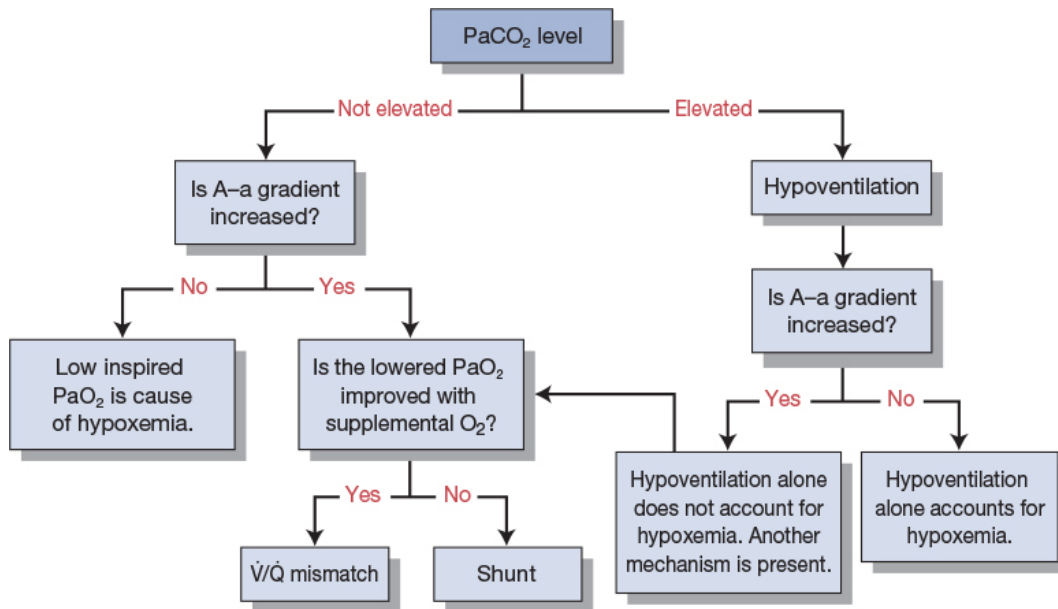 PaCO₂ level
Not elevated
Elevated
Is A–a gradient
increased?
Hypoventilation
No
Yes
Is A–a gradient
increased?
Low inspired
PaO₂ is cause
of hypoxemia.
Is the lowered PaO₂
improved with
supplemental O₂?
Yes
No
Yes
No
Hypoventilation alone
does not account for
hypoxemia. Another
mechanism is present.
Hypoventilation
alone accounts for
hypoxemia.
V̇/Q̇ mismatch
Shunt